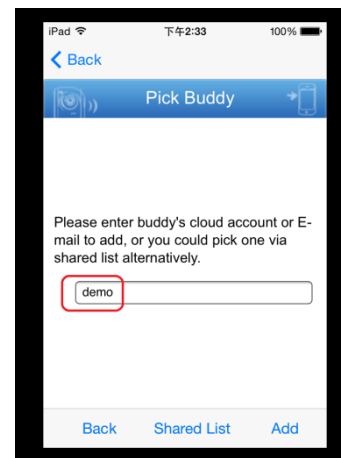 iPad 下午2:33 100%
Back
Pick Buddy
Please enter buddy's cloud account or E-
mail to add, or you could pick one via
shared list alternatively.
demo
Back Shared List Add